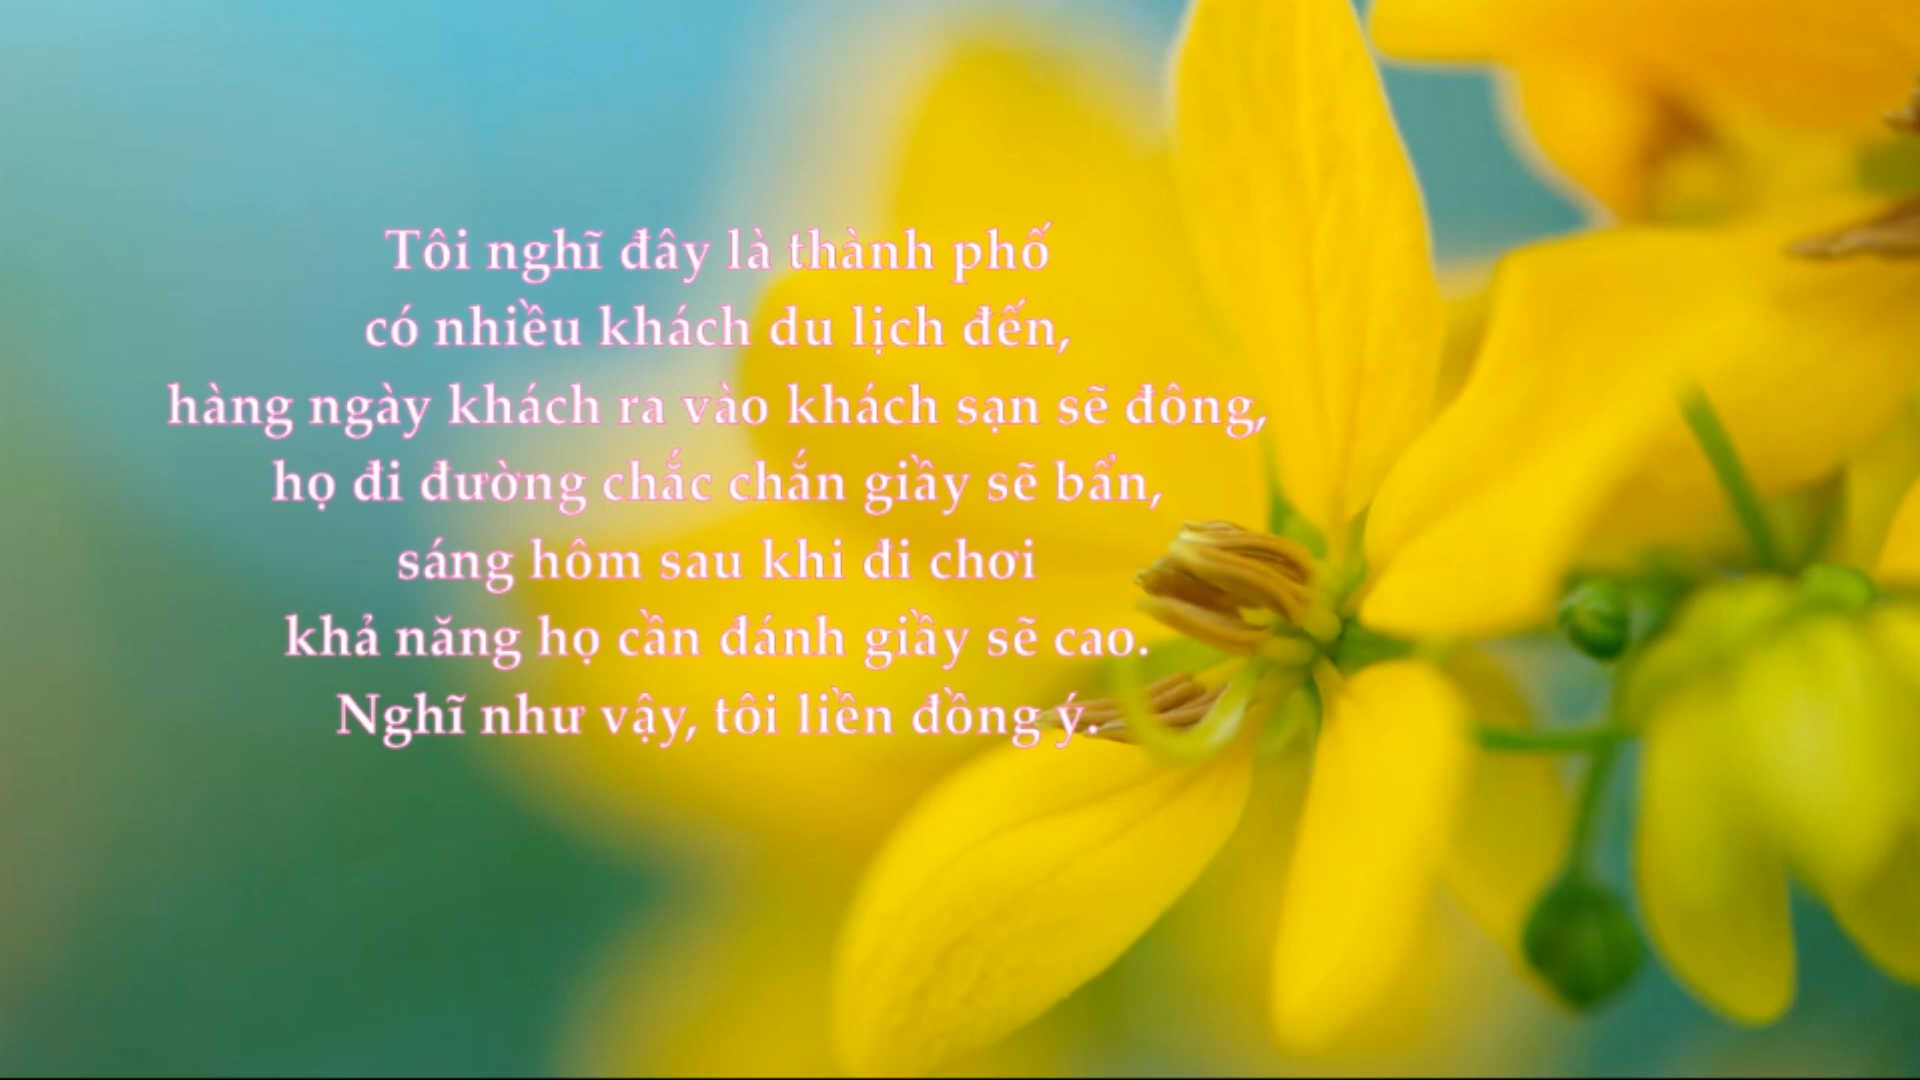 Tôi nghĩ đây là thành phố
có nhiều khách du lịch đến,
hàng ngày khách ra vào khách sạn sẽ đông,
họ đi đường chắc chắn giầy sẽ bẩn,
sáng hôm sau khi đi chơi
khả năng họ cần đánh giầy sẽ cao.
Nghĩ như vậy, tôi liền đồng ý.